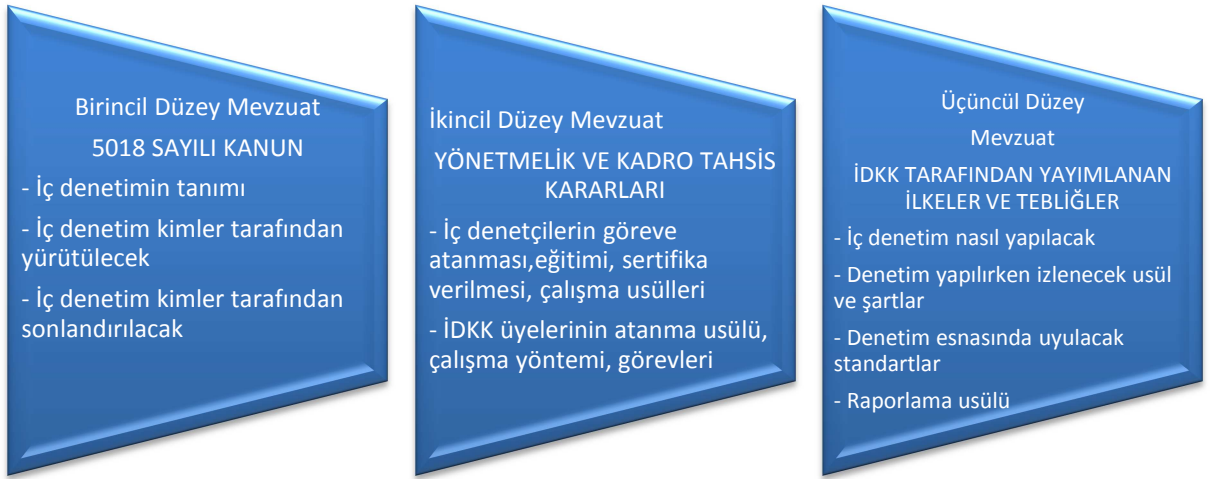 Birincil Düzey Mevzuat
5018 SAYILI KANUN
- İç denetimin tanımı
- İç denetim kimler tarafından
yürütülecek
- İç denetim kimler tarafından
sonlandırılacak
İkincil Düzey Mevzuat
YÖNETMELİK VE KADRO TAHSİS
KARARLARI
- İç denetçilerin göreve
atanması,eğitimi, sertifika
verilmesi, çalışma usülleri
- İDKK üyelerinin atanma usülü,
çalışma yöntemi, görevleri
Üçüncül Düzey
Mevzuat
İDKK TARAFINDAN YAYIMLANAN
İLKELER VE TEBLİĞLER
- İç denetim nasıl yapılacak
- Denetim yapılırken izlenecek usül
ve şartlar
- Denetim esnasında uyulacak
standartlar
- Raporlama usülü